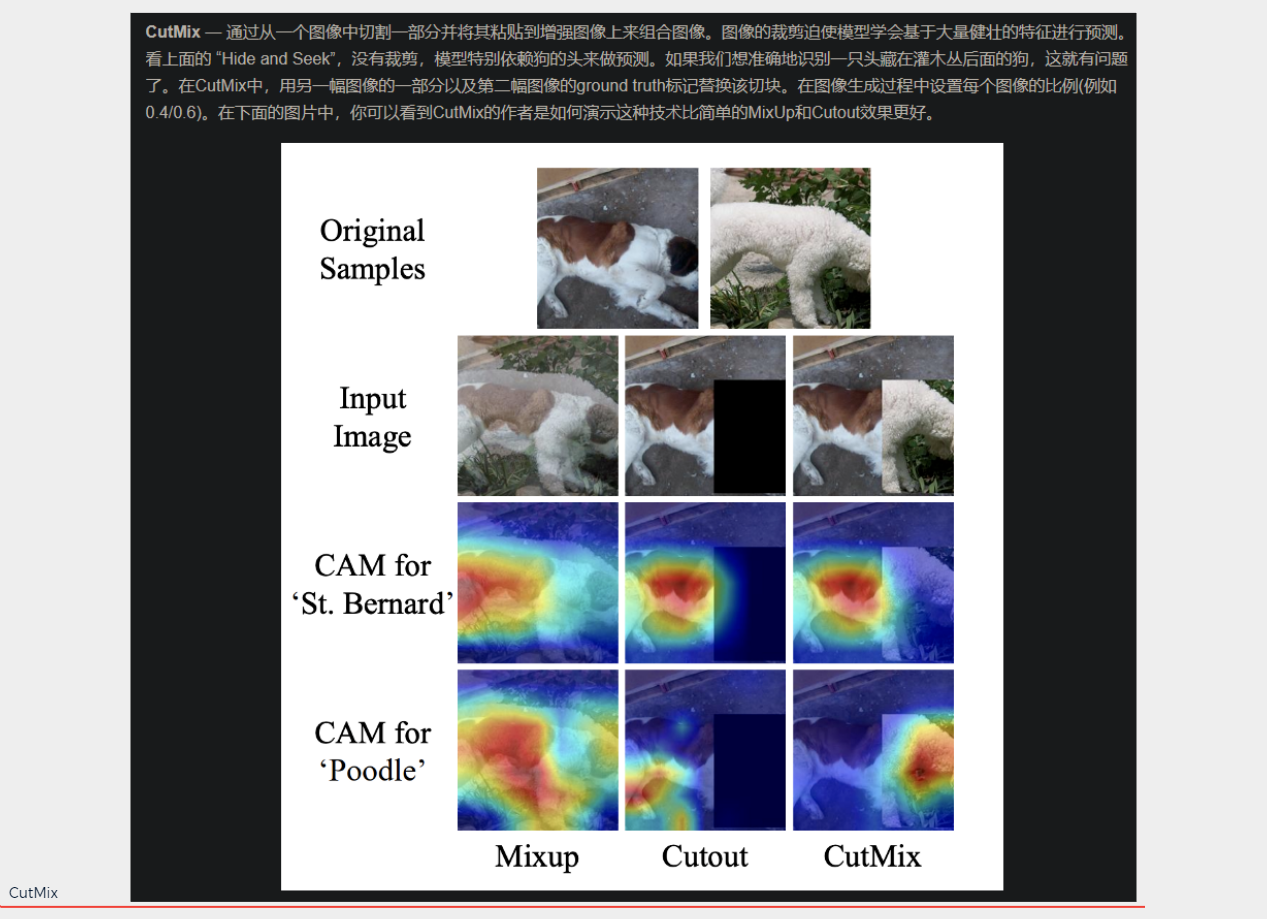 CutMix — 通过从一个图像中切割一部分并将其粘贴到增强图像上来组合图像。图像的裁剪迫使模型学会基于大量健壮的特征进行预测。
看上面的 “Hide and Seek”，没有裁剪，模型特别依赖狗的头来做预测。如果我们想准确地识别一只头藏在灌木丛后面的狗，这就有问题
了。在CutMix中，用另一幅图像的一部分以及第二幅图像的ground truth标记替换该切块。在图像生成过程中设置每个图像的比例(例如
0.4/0.6)。在下面的图片中，你可以看到CutMix的作者是如何演示这种技术比简单的MixUp和Cutout效果更好。
Original
Samples
Input
Image
CAM for
‘St. Bernard’
CAM for
‘Poodle’
Mixup
Cutout
CutMix
CutMix